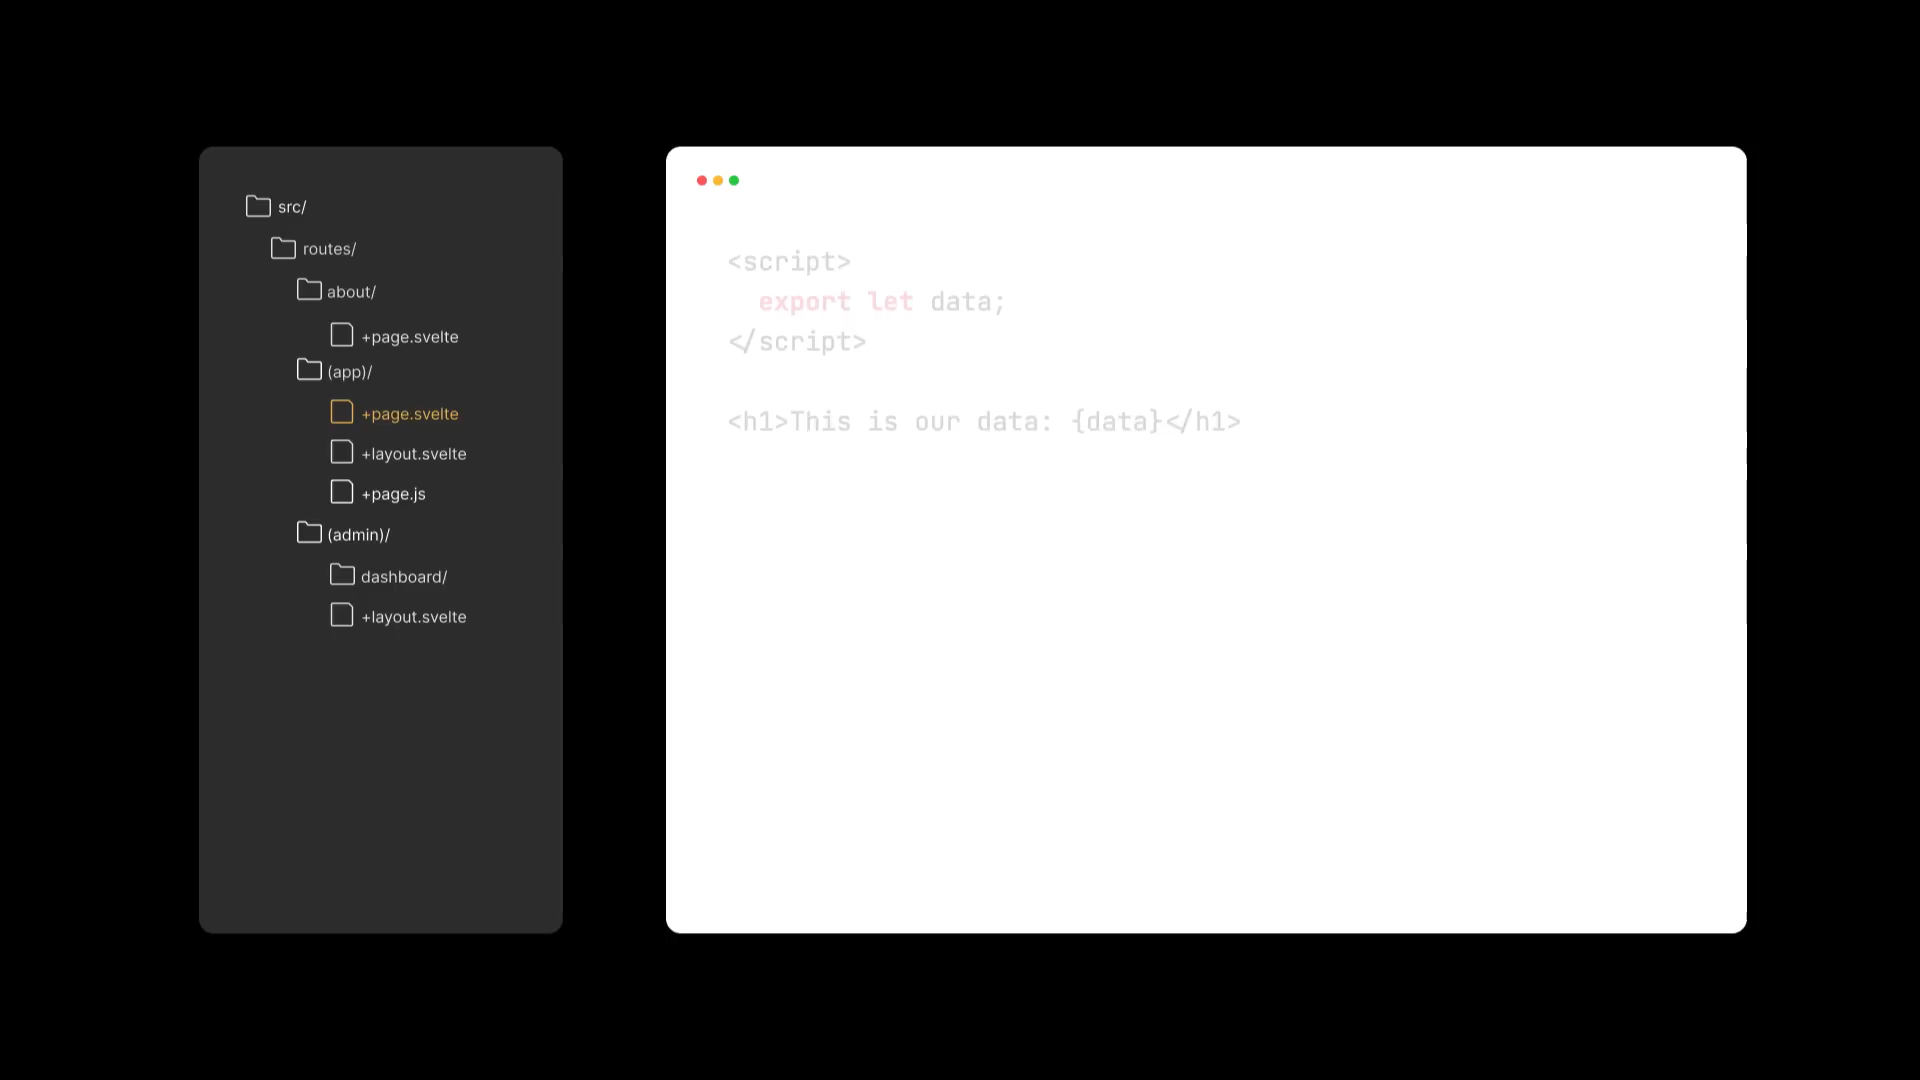 src/
routes/
about/
+page.svelte
(app)/
+page.svelte
+layout.svelte
+page.js
(admin)/
dashboard/
+layout.svelte
<script>
export let data;
</script>
<h1>This is our data: {data}</h1>